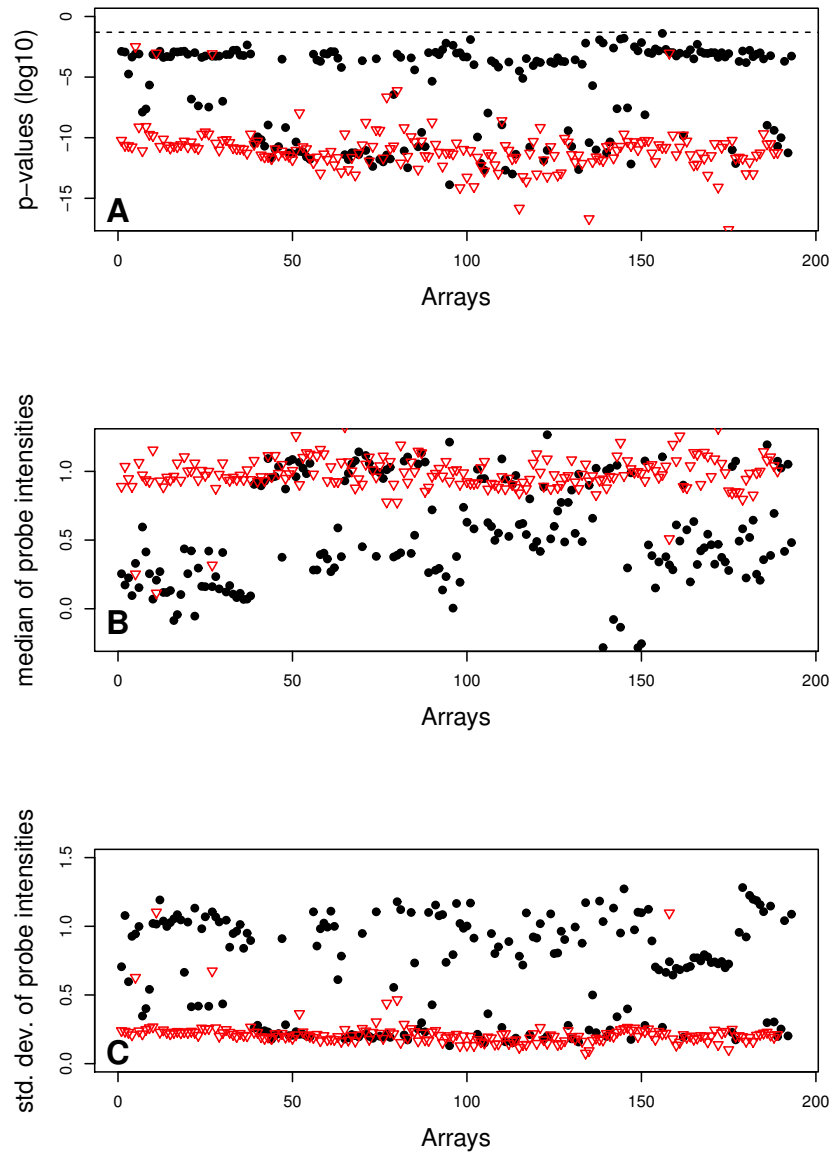 0
−5
−10
−15
p−values (log10)
A
0 50 100 150 200
Arrays
1.0
0.5
0.0
median of probe intensities
B
0 50 100 150 200
Arrays
1.5
1.0
0.5
0.0
std. dev. of probe intensities
C
0 50 100 150 200
Arrays